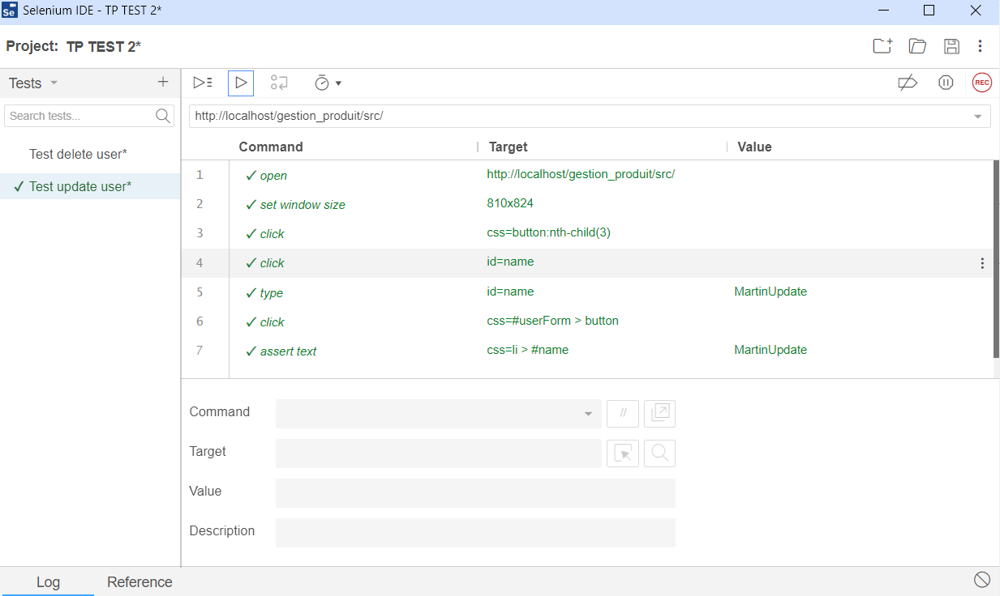 Selenium IDE - TP TEST 2*
Project: TP TEST 2*
Tests
REC
Search tests...
http://localhost/gestion_produit/src/
Command Target Value
Test delete user*
✓ Test update user*
1 ✓ open http://localhost/gestion_produit/src/
2 ✓ set window size 810x824
3 ✓ click css=button:nth-child(3)
4 ✓ click id=name
5 ✓ type id=name MartinUpdate
6 ✓ click css=#userForm > button
7 ✓ assert text css=li > #name MartinUpdate
Command //
Target
Value
Description
Log Reference